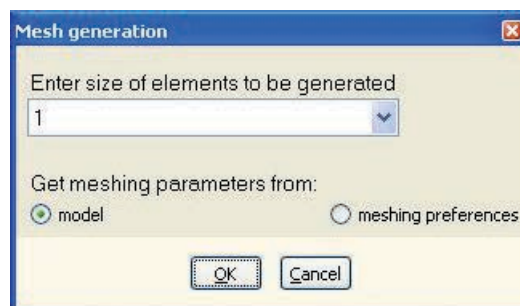 Mesh generation
Enter size of elements to be generated
1
Get meshing parameters from:
model meshing preferences
OK Cancel